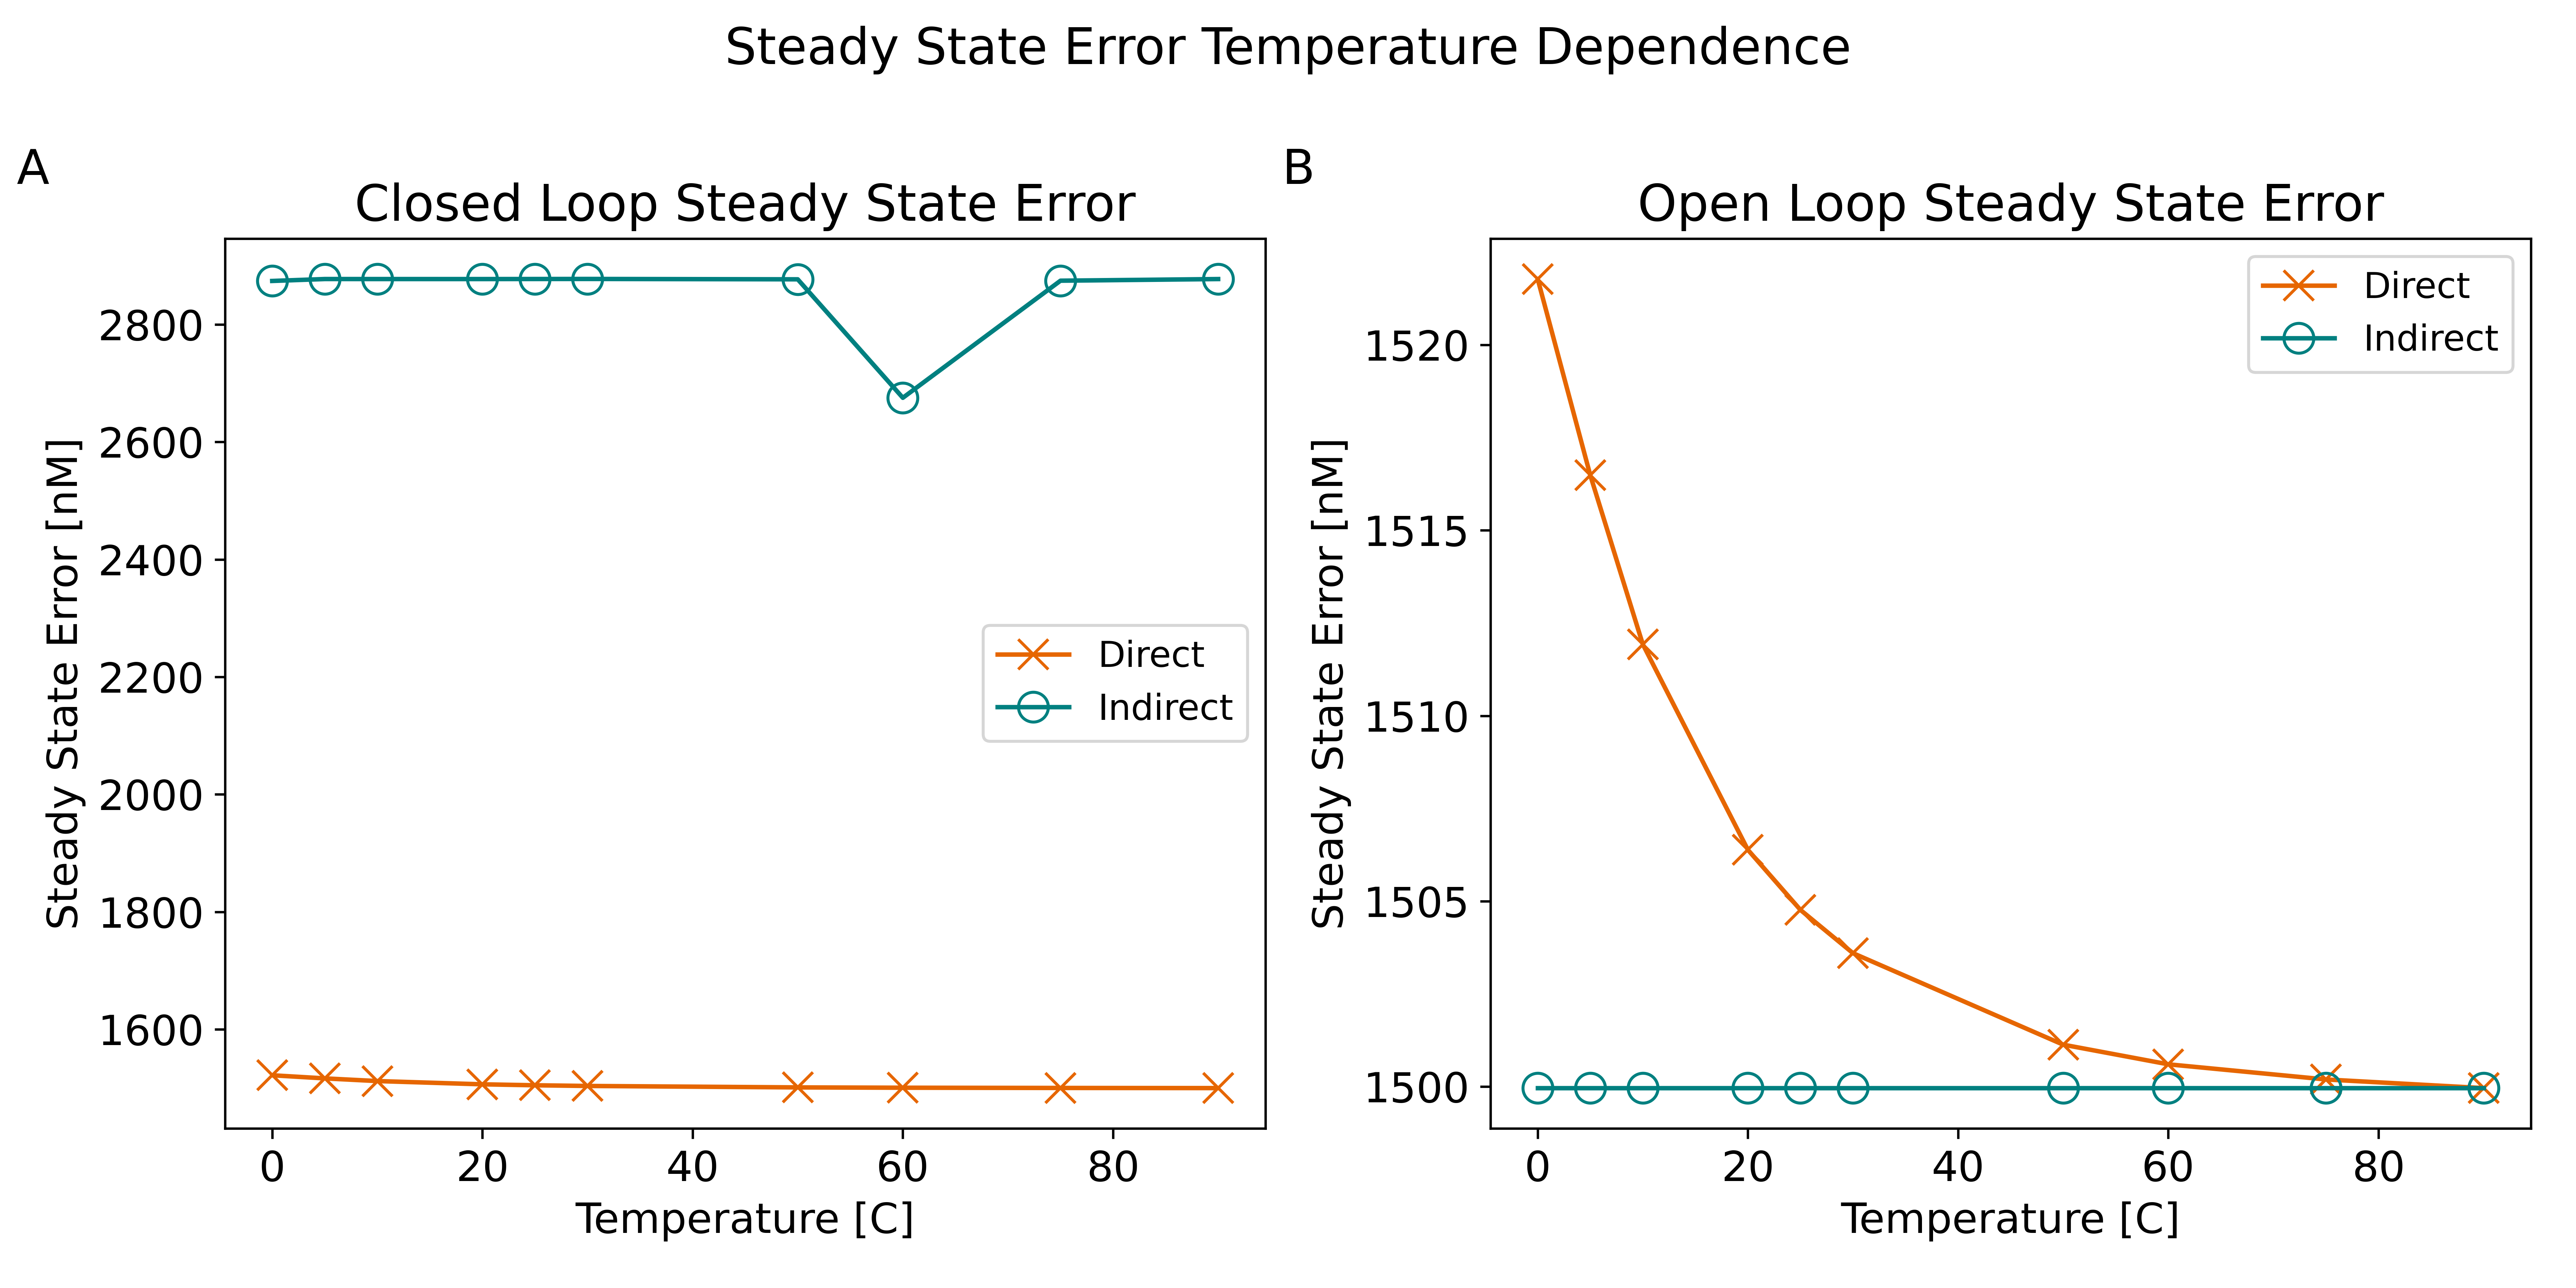 Steady State Error Temperature Dependence
A
Closed Loop Steady State Error
Steady State Error [nM]
2800
2600
2400
2200
2000
1800
1600
Direct
Indirect
0 20 40 60 80
Temperature [C]
B
Open Loop Steady State Error
Steady State Error [nM]
1520
1515
1510
1505
1500
Direct
Indirect
0 20 40 60 80
Temperature [C]